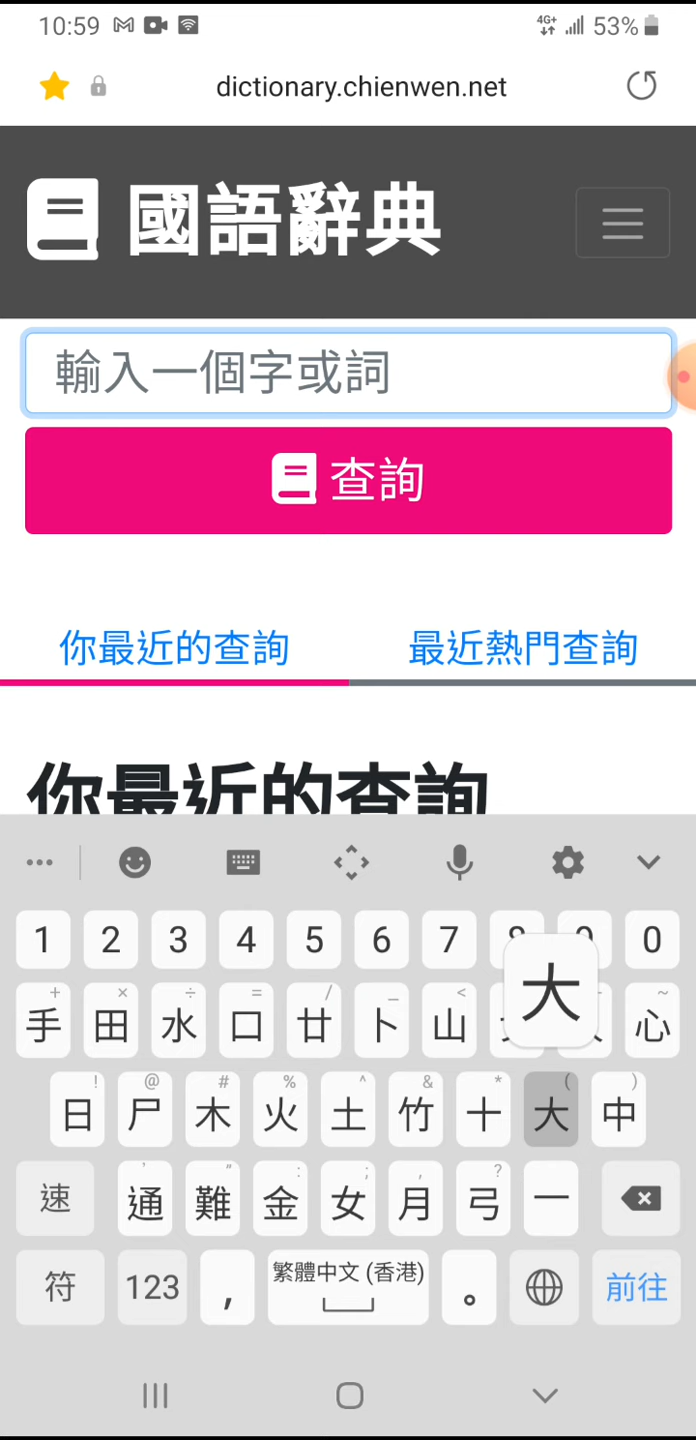 10:59 4G+ 53%
dictionary.chienwen.net
國語辭典
輸入一個字或詞
查詢
你最近的查詢 最近熱門查詢
你最近的查詢
1 2 3 4 5 6 7 0
大
+ × ÷ = / _ < ~
手 田 水 口 廿 卜 山 心
! @ # % ^ & * ( )
日 尸 木 火 土 竹 十 大 中
' " : ; , ?
速 通 難 金 女 月 弓 一
繁體中文 (香港)
符 123 , 。 前往